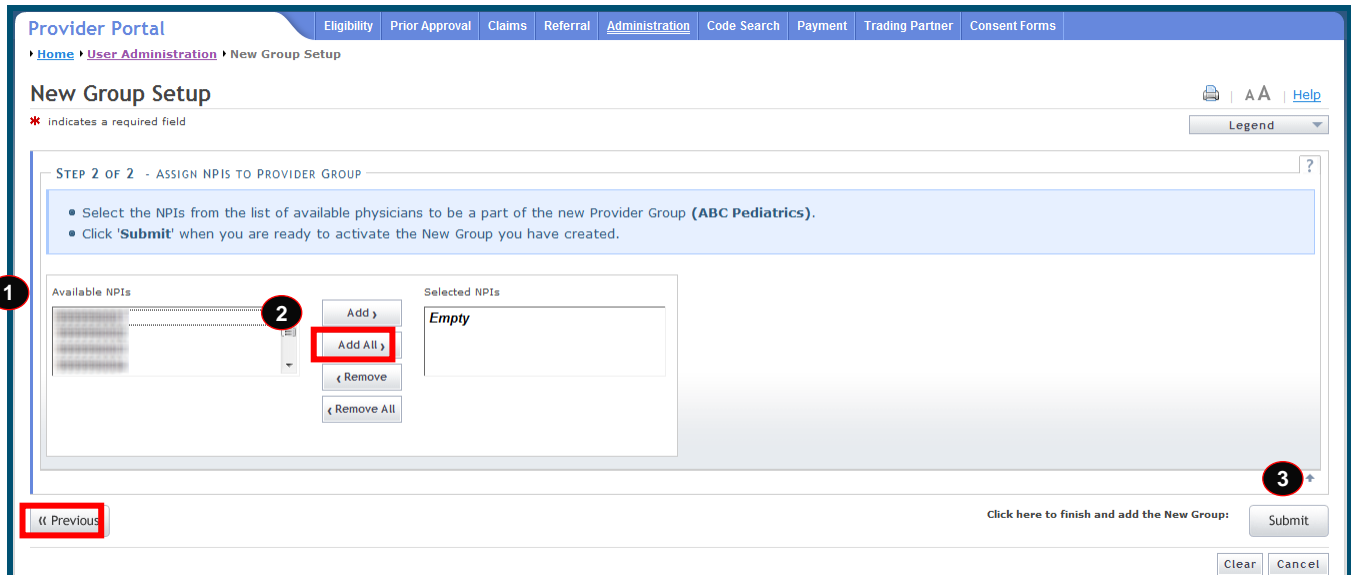 Provider Portal
Eligibility Prior Approval Claims Referral Administration Code Search Payment Trading Partner Consent Forms
Home User Administration New Group Setup
New Group Setup
A A Help
* indicates a required field
Legend
STEP 2 OF 2 - ASSIGN NPIS TO PROVIDER GROUP
?
• Select the NPIs from the list of available physicians to be a part of the new Provider Group (ABC Pediatrics).
• Click 'Submit' when you are ready to activate the New Group you have created.
1
Available NPIs
Selected NPIs
2
Add ›
Empty
Add All ›
‹ Remove
‹ Remove All
3
« Previous
Click here to finish and add the New Group:
Submit
Clear Cancel